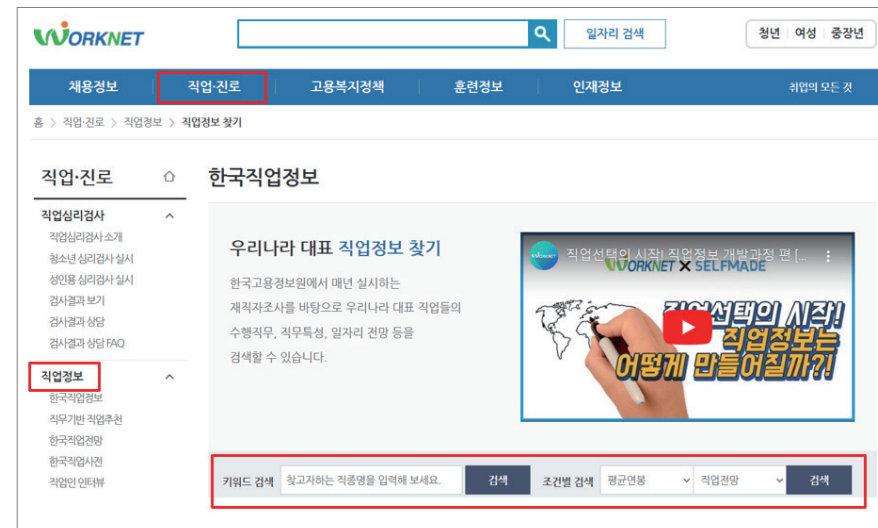 WORKNET
일자리 검색
청년 여성 중장년
채용정보 직업·진로 고용복지정책 훈련정보 인재정보 취업의 모든 것
홈 > 직업·진로 > 직업정보 > 직업정보 찾기
직업·진로
직업심리검사
직업심리검사 소개
청소년 심리검사 실시
성인용 심리검사 실시
검사결과 보기
검사결과 상담
검사결과 상담 FAQ
직업정보
한국직업정보
직무기반 직업추천
한국직업전망
한국직업사전
직업인 인터뷰
한국직업정보
우리나라 대표 직업정보 찾기
한국고용정보원에서 매년 실시하는
재직자조사를 바탕으로 우리나라 대표 직업들의
수행직무, 직무특성, 일자리 전망 등을
검색할 수 있습니다.
직업선택의 시작! 직업정보 개발과정 편 [...
WORKNET X SELFMADE
직업선택의 시작!
직업정보는
어떻게 만들어질까?!
키워드 검색 찾고자하는 직종명을 입력해 보세요. 검색 조건별 검색 평균연봉 직업전망 검색